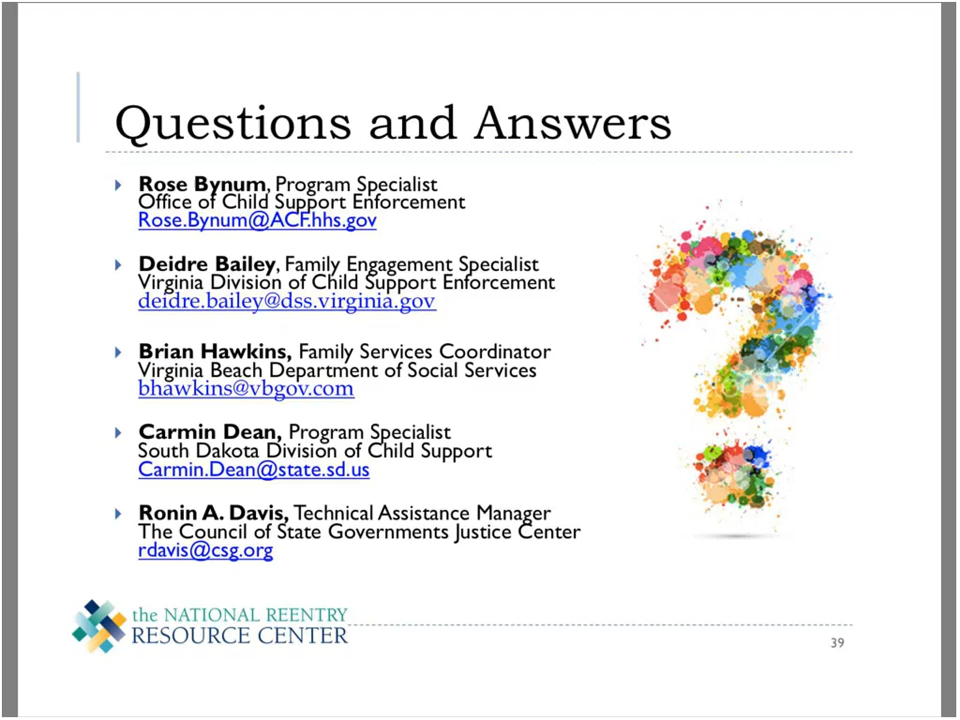 Questions and Answers
Rose Bynum, Program Specialist
Office of Child Support Enforcement
Rose.Bynum@ACF.hhs.gov
Deidre Bailey, Family Engagement Specialist
Virginia Division of Child Support Enforcement
deidre.bailey@dss.virginia.gov
Brian Hawkins, Family Services Coordinator
Virginia Beach Department of Social Services
bhawkins@vbgov.com
Carmin Dean, Program Specialist
South Dakota Division of Child Support
Carmin.Dean@state.sd.us
Ronin A. Davis, Technical Assistance Manager
The Council of State Governments Justice Center
rdavis@csg.org
?
the NATIONAL REENTRY
RESOURCE CENTER
39